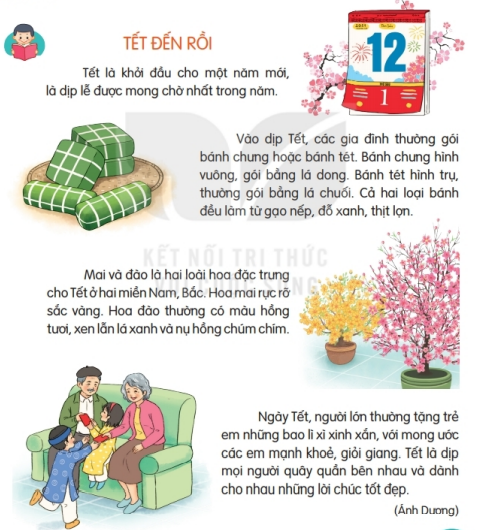 TẾT ĐẾN RỒI
Tết là khởi đầu cho một năm mới,
là dịp lễ được mong chờ nhất trong năm.
12
1
Vào dịp Tết, các gia đình thường gói
bánh chưng hoặc bánh tét. Bánh chưng hình
vuông, gói bằng lá dong. Bánh tét hình trụ,
thường gói bằng lá chuối. Cả hai loại bánh
đều làm từ gạo nếp, đỗ xanh, thịt lợn.
KẾT NỐI TRI THỨC
VỚI CUỘC SỐNG
Mai và đào là hai loài hoa đặc trưng
cho Tết ở hai miền Nam, Bắc. Hoa mai rực rỡ
sắc vàng. Hoa đào thường có màu hồng
tươi, xen lẫn lá xanh và nụ hồng chúm chím.
Ngày Tết, người lớn thường tặng trẻ
em những bao lì xì xinh xắn, với mong ước
các em mạnh khoẻ, giỏi giang. Tết là dịp
mọi người quây quần bên nhau và dành
cho nhau những lời chúc tốt đẹp.
(Ánh Dương)